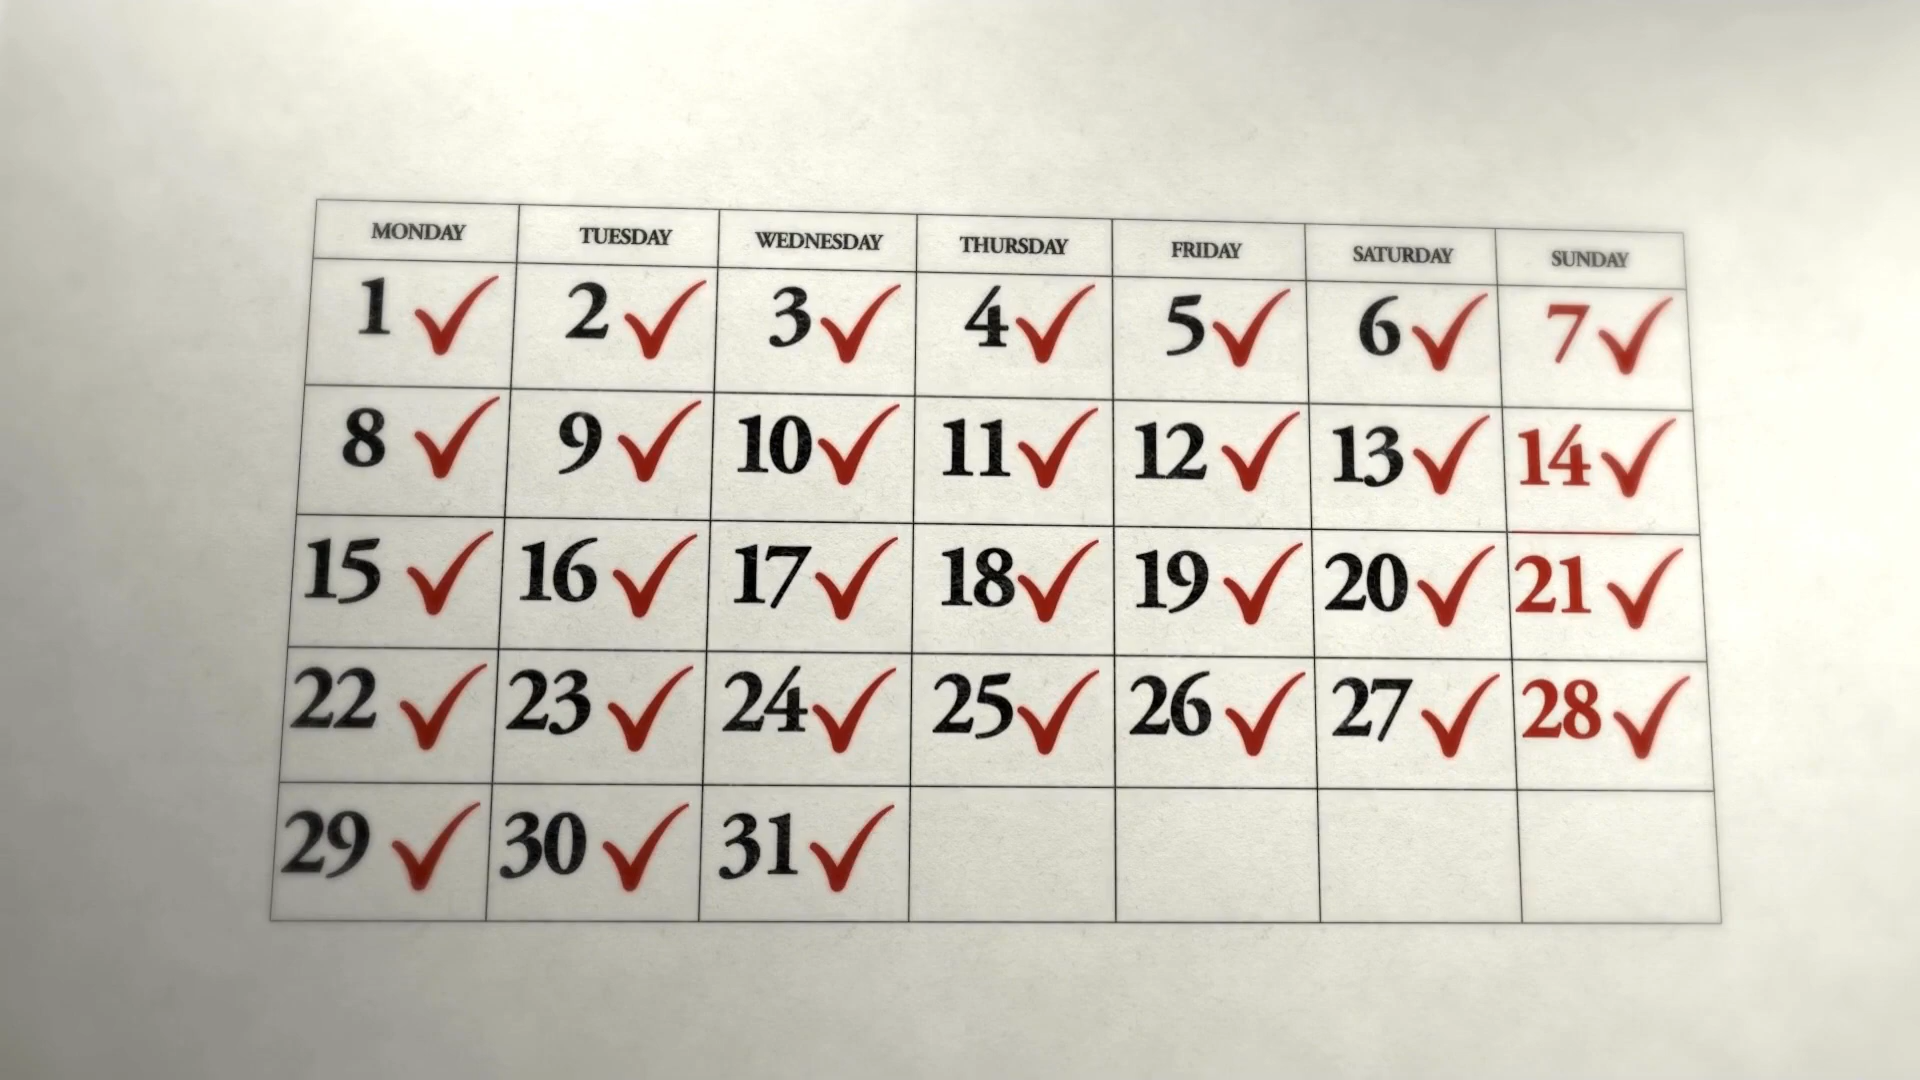 MONDAY TUESDAY WEDNESDAY THURSDAY FRIDAY SATURDAY SUNDAY
1 2 3 4 5 6 7
8 9 10 11 12 13 14
15 16 17 18 19 20 21
22 23 24 25 26 27 28
29 30 31